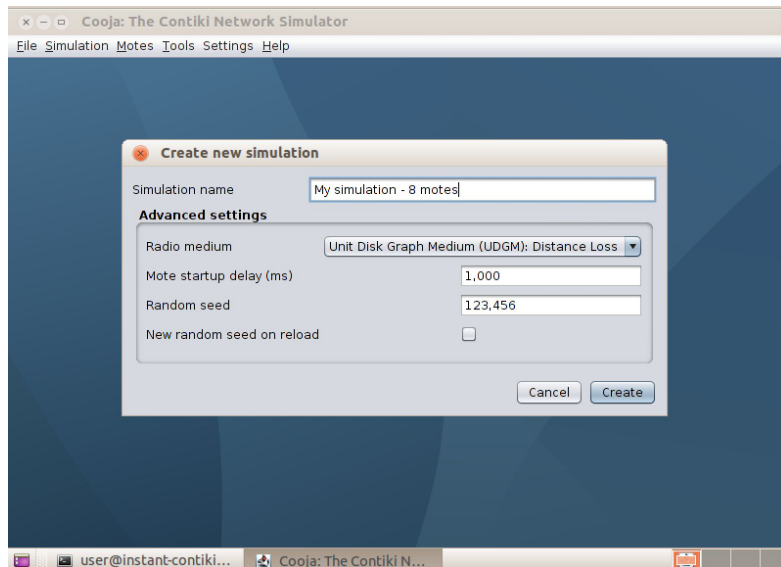 Cooja: The Contiki Network Simulator
File Simulation Motes Tools Settings Help
Create new simulation
Simulation name My simulation - 8 motes
Advanced settings
Radio medium Unit Disk Graph Medium (UDGM): Distance Loss
Mote startup delay (ms) 1,000
Random seed 123,456
New random seed on reload
Cancel Create
user@instant-contiki... Cooja: The Contiki N...